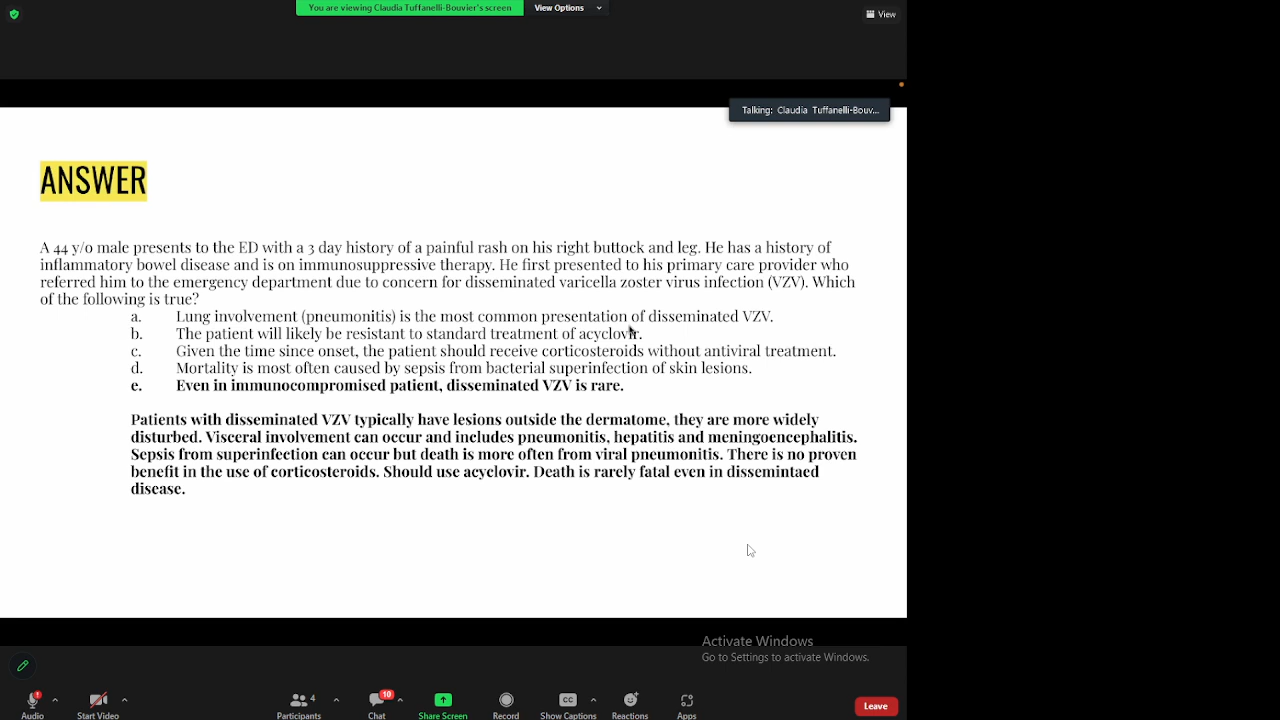 You are viewing Claudia Tuffanelli-Bouvier's screen
View Options
View
Talking: Claudia Tuffanelli-Bouv...
ANSWER
A 44 y/o male presents to the ED with a 3 day history of a painful rash on his right buttock and leg. He has a history of
inflammatory bowel disease and is on immunosuppressive therapy. He first presented to his primary care provider who
referred him to the emergency department due to concern for disseminated varicella zoster virus infection (VZV). Which
of the following is true?
a. Lung involvement (pneumonitis) is the most common presentation of disseminated VZV.
b. The patient will likely be resistant to standard treatment of acyclovir.
c. Given the time since onset, the patient should receive corticosteroids without antiviral treatment.
d. Mortality is most often caused by sepsis from bacterial superinfection of skin lesions.
e. Even in immunocompromised patient, disseminated VZV is rare.
Patients with disseminated VZV typically have lesions outside the dermatome, they are more widely
disturbed. Visceral involvement can occur and includes pneumonitis, hepatitis and meningoencephalitis.
Sepsis from superinfection can occur but death is more often from viral pneumonitis. There is no proven
benefit in the use of corticosteroids. Should use acyclovir. Death is rarely fatal even in dissemintaed
disease.
Activate Windows
Go to Settings to activate Windows.
4
10
CC
Audio
Start Video
Participants
Chat
Share Screen
Record
Show Captions
Reactions
Apps
Leave